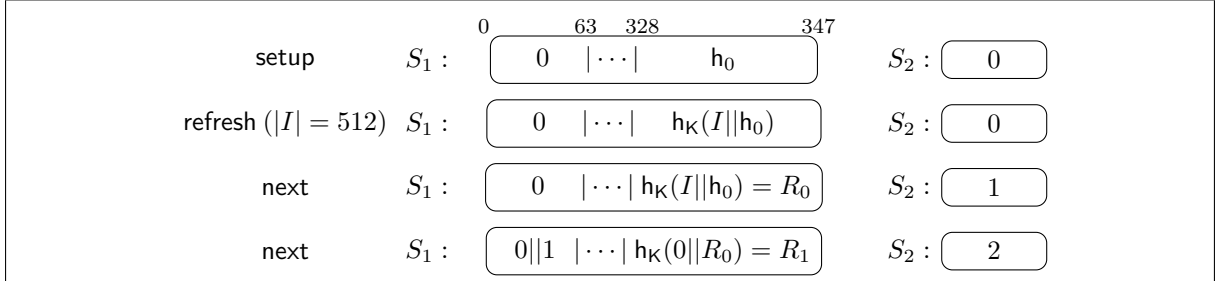 0 63 328 347
setup S₁ : 0 |···| h₀ S₂ : 0
refresh (|I| = 512) S₁ : 0 |···| h_K(I||h₀) S₂ : 0
next S₁ : 0 |···| h_K(I||h₀) = R₀ S₂ : 1
next S₁ : 0||1 |···| h_K(0||R₀) = R₁ S₂ : 2